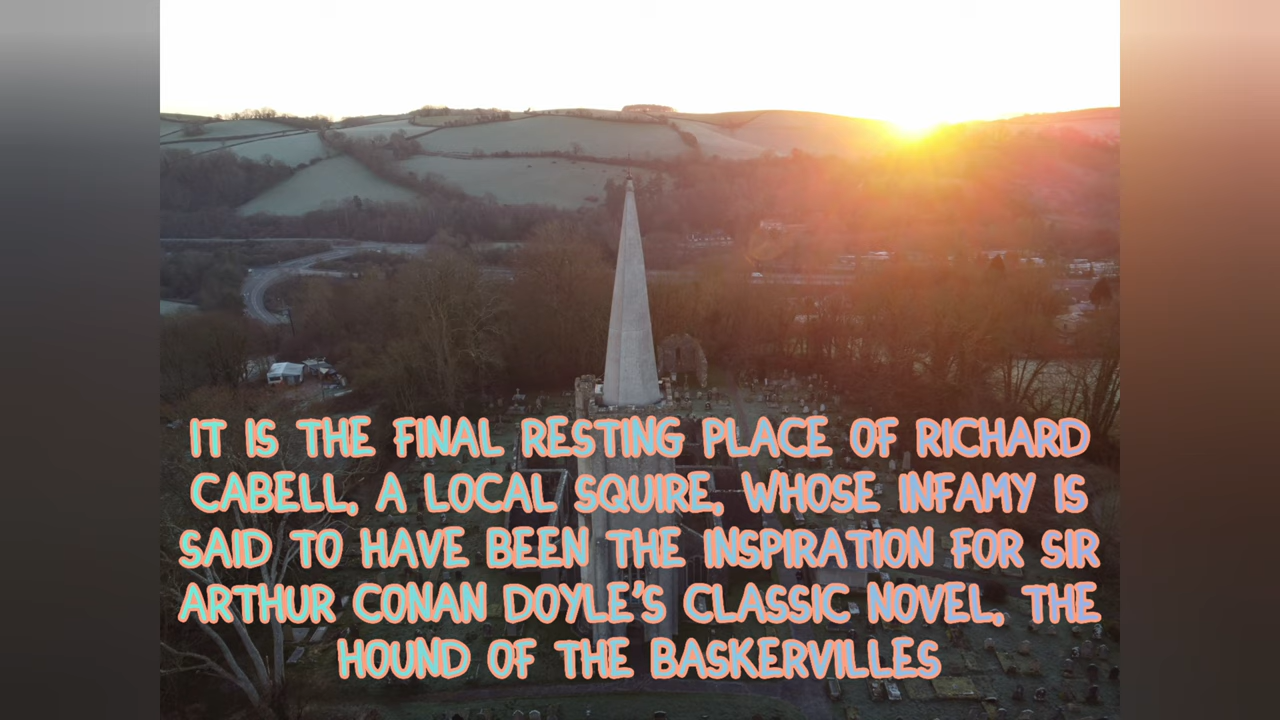 IT IS THE FINAL RESTING PLACE OF RICHARD
CABELL, A LOCAL SQUIRE, WHOSE INFAMY IS
SAID TO HAVE BEEN THE INSPIRATION FOR SIR
ARTHUR CONAN DOYLE'S CLASSIC NOVEL, THE
HOUND OF THE BASKERVILLES